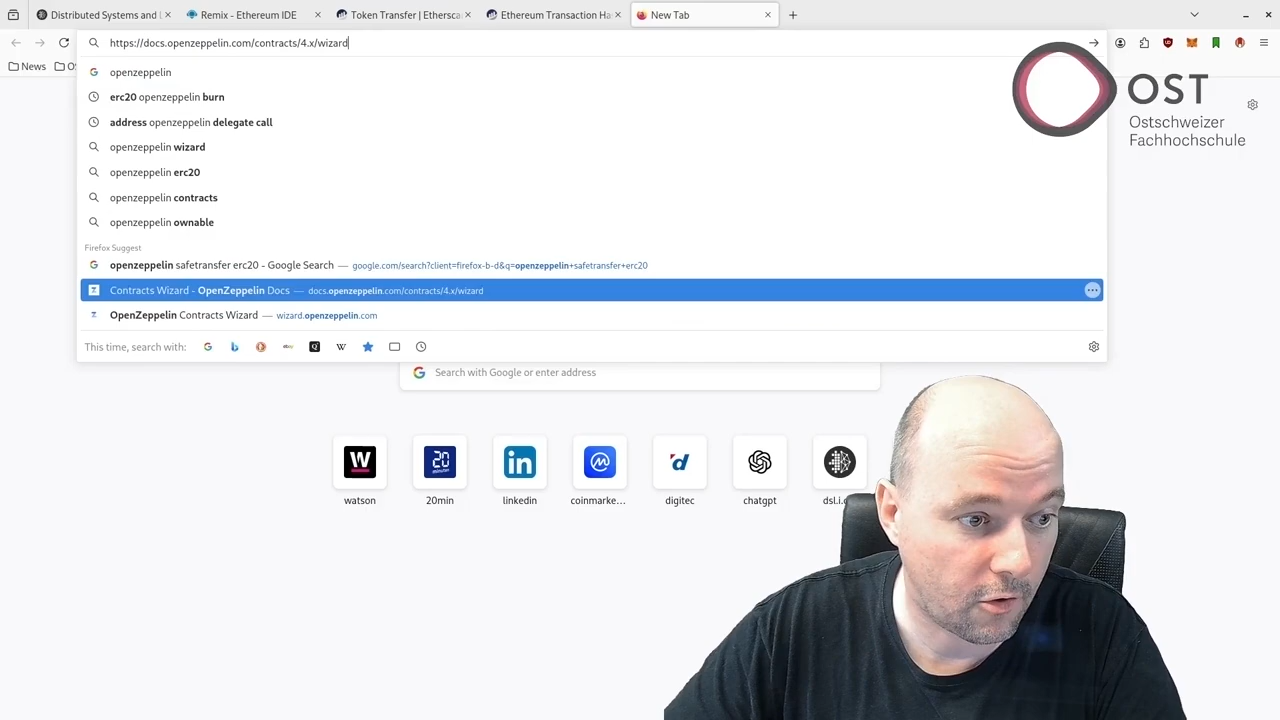 Distributed Systems and
Remix - Ethereum IDE
Token Transfer | Ethersca
Ethereum Transaction Ha
New Tab
https://docs.openzeppelin.com/contracts/4.x/wizard
News
openzeppelin
erc20 openzeppelin burn
address openzeppelin delegate call
openzeppelin wizard
openzeppelin erc20
openzeppelin contracts
openzeppelin ownable
Firefox Suggest
openzeppelin safetransfer erc20 - Google Search — google.com/search?client=firefox-b-d&q=openzeppelin+safetransfer+erc20
Contracts Wizard - OpenZeppelin Docs — docs.openzeppelin.com/contracts/4.x/wizard
OpenZeppelin Contracts Wizard — wizard.openzeppelin.com
This time, search with:
OST
Ostschweizer
Fachhochschule
Search with Google or enter address
W
20
watson
20min
linkedin
coinmarke…
digitec
chatgpt
dsl.i.